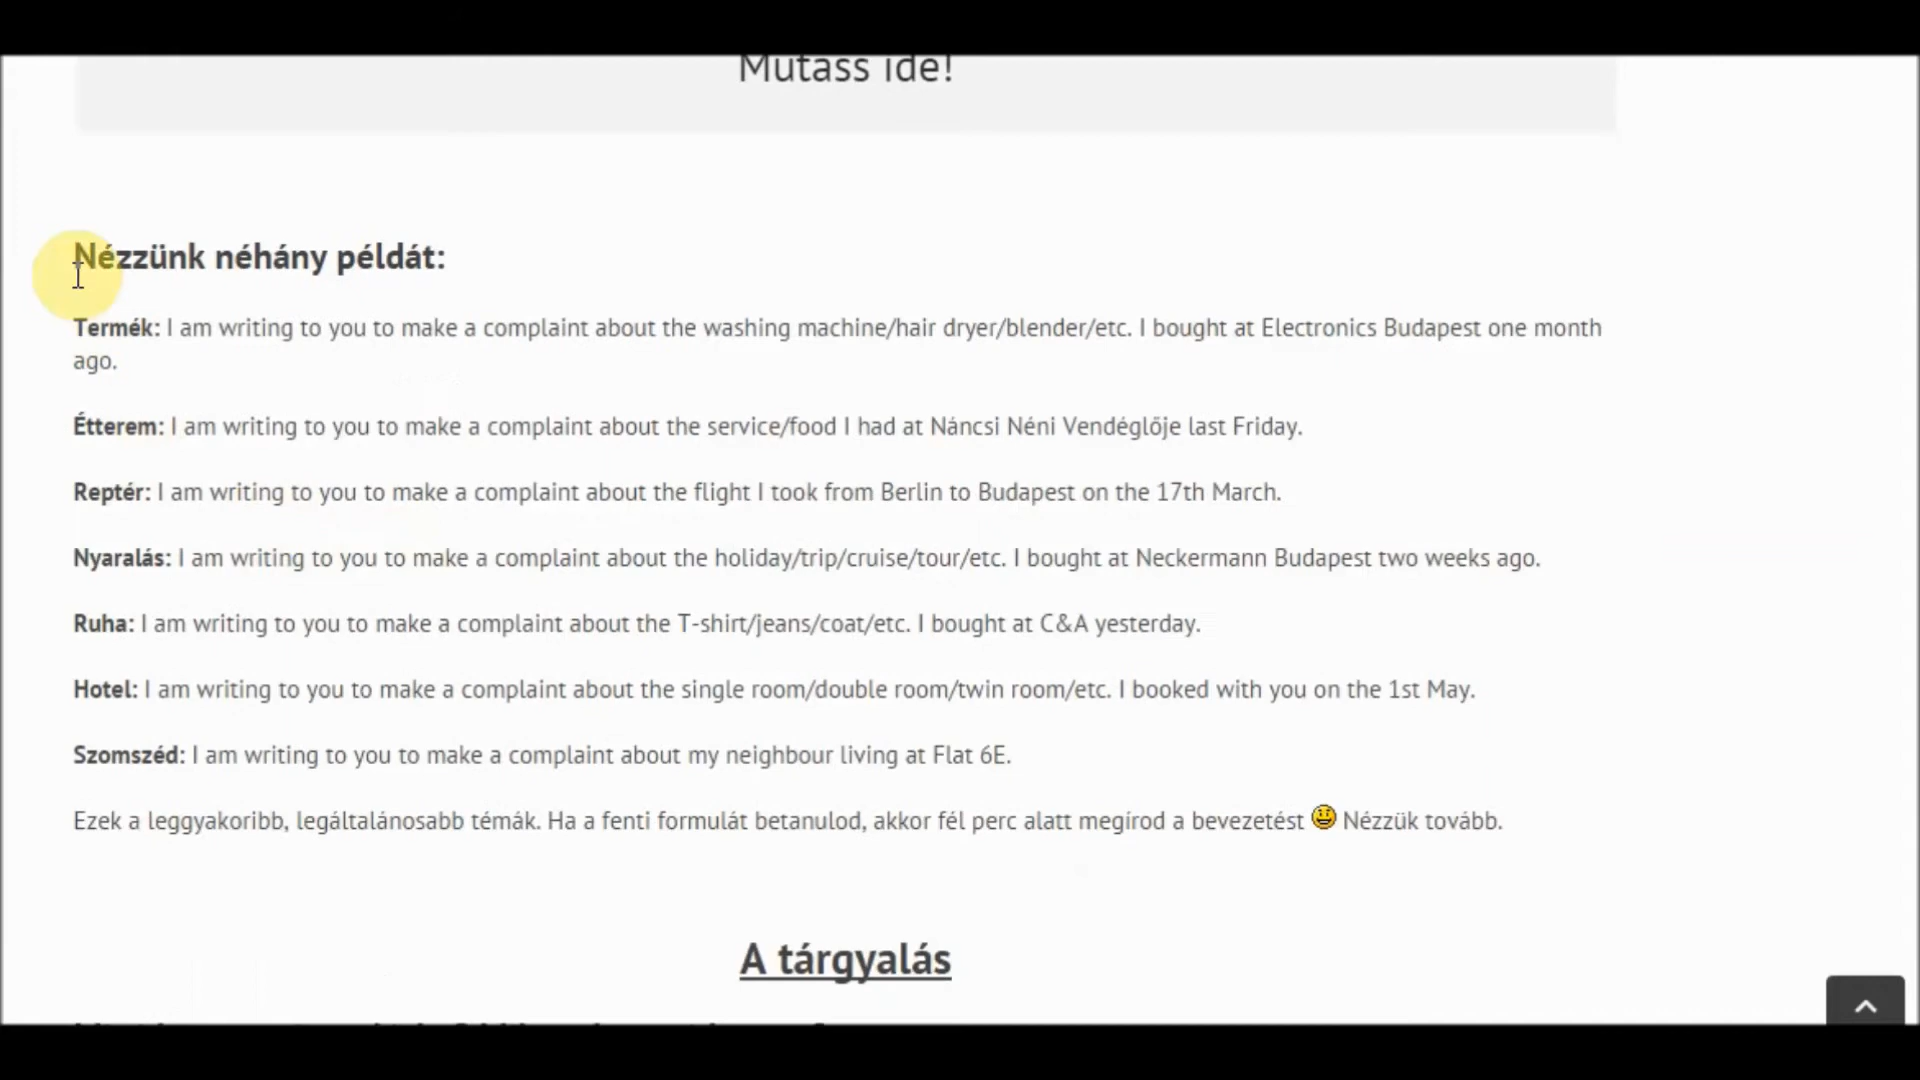 Mutass ide!
Nézzünk néhány példát:
Termék: I am writing to you to make a complaint about the washing machine/hair dryer/blender/etc. I bought at Electronics Budapest one month
ago.
Étterem: I am writing to you to make a complaint about the service/food I had at Náncsi Néni Vendéglője last Friday.
Reptér: I am writing to you to make a complaint about the flight I took from Berlin to Budapest on the 17th March.
Nyaralás: I am writing to you to make a complaint about the holiday/trip/cruise/tour/etc. I bought at Neckermann Budapest two weeks ago.
Ruha: I am writing to you to make a complaint about the T-shirt/jeans/coat/etc. I bought at C&A yesterday.
Hotel: I am writing to you to make a complaint about the single room/double room/twin room/etc. I booked with you on the 1st May.
Szomszéd: I am writing to you to make a complaint about my neighbour living at Flat 6E.
Ezek a leggyakoribb, legáltalánosabb témák. Ha a fenti formulát betanulod, akkor fél perc alatt megírod a bevezetést 😀 Nézzük tovább.
A tárgyalás